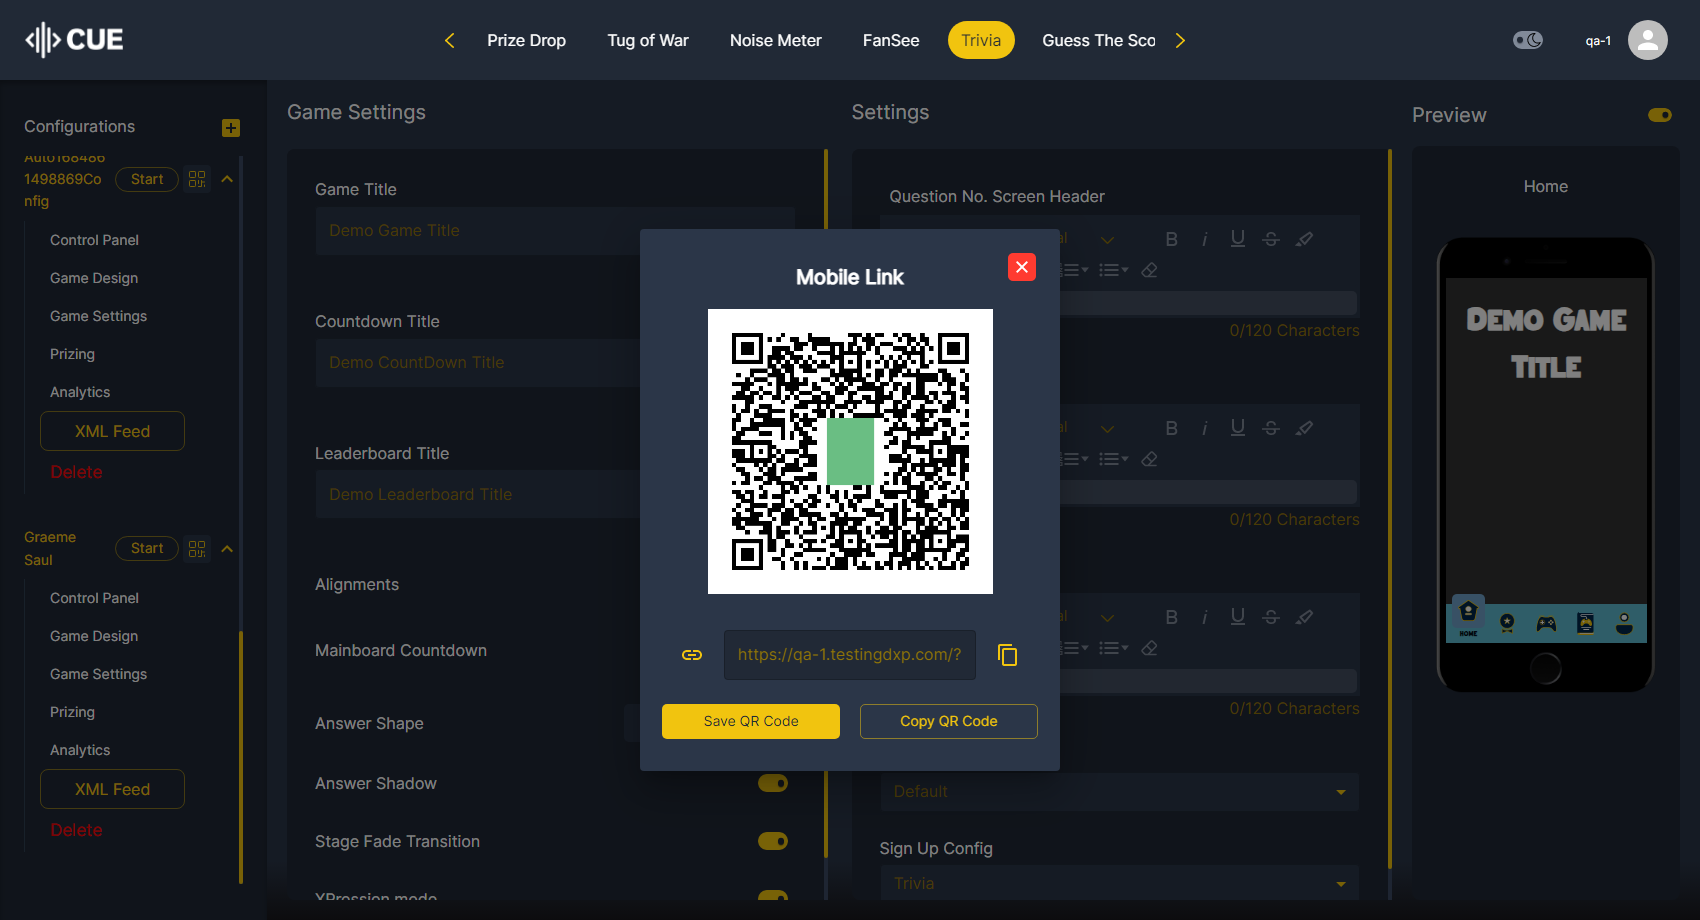 CUE
Prize Drop
Tug of War
Noise Meter
FanSee
Trivia
Guess The Sco
qa-1
Configurations
Auto168486
1498869Co
nfig
Start
Control Panel
Game Design
Game Settings
Prizing
Analytics
XML Feed
Delete
Graeme
Saul
Start
Control Panel
Game Design
Game Settings
Prizing
Analytics
XML Feed
Delete
Game Settings
Game Title
Demo Game Title
Countdown Title
Demo CountDown Title
Leaderboard Title
Demo Leaderboard Title
Alignments
Mainboard Countdown
Answer Shape
Answer Shadow
Stage Fade Transition
XPression mode
Mobile Link
https://qa-1.testingdxp.com/?
Save QR Code
Copy QR Code
Settings
Question No. Screen Header
al
B i U S
0/120 Characters
al
B i U S
0/120 Characters
al
B i U S
0/120 Characters
Default
Sign Up Config
Trivia
Preview
Home
Demo Game
Title
HOME